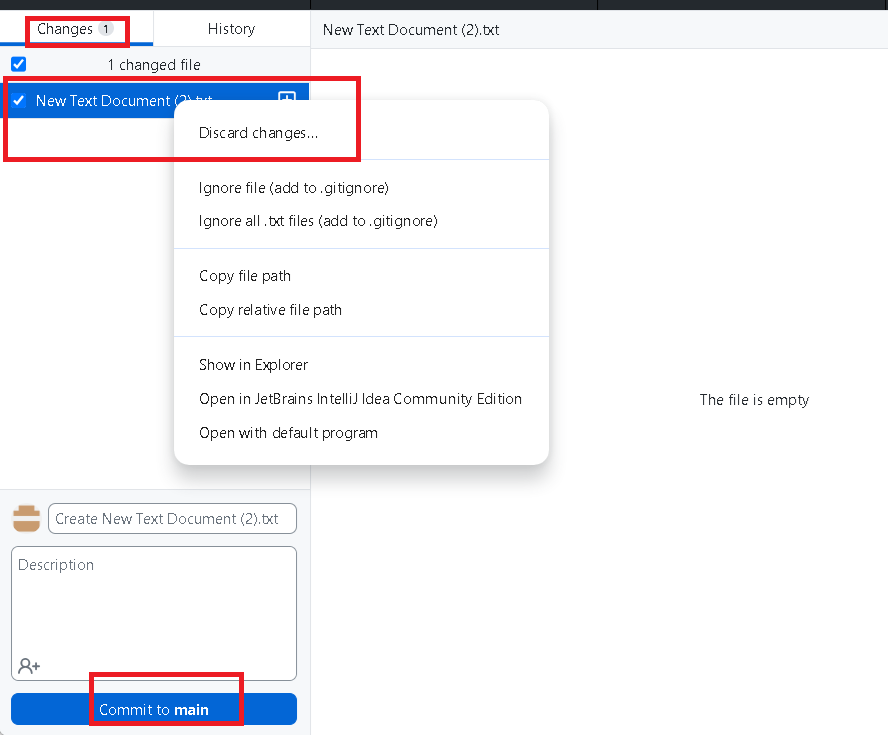 Changes 1
History
New Text Document (2).txt
1 changed file
New Text Document (2).txt
Discard changes...
Ignore file (add to .gitignore)
Ignore all .txt files (add to .gitignore)
Copy file path
Copy relative file path
Show in Explorer
Open in JetBrains IntelliJ Idea Community Edition
Open with default program
The file is empty
Create New Text Document (2).txt
Description
Commit to main